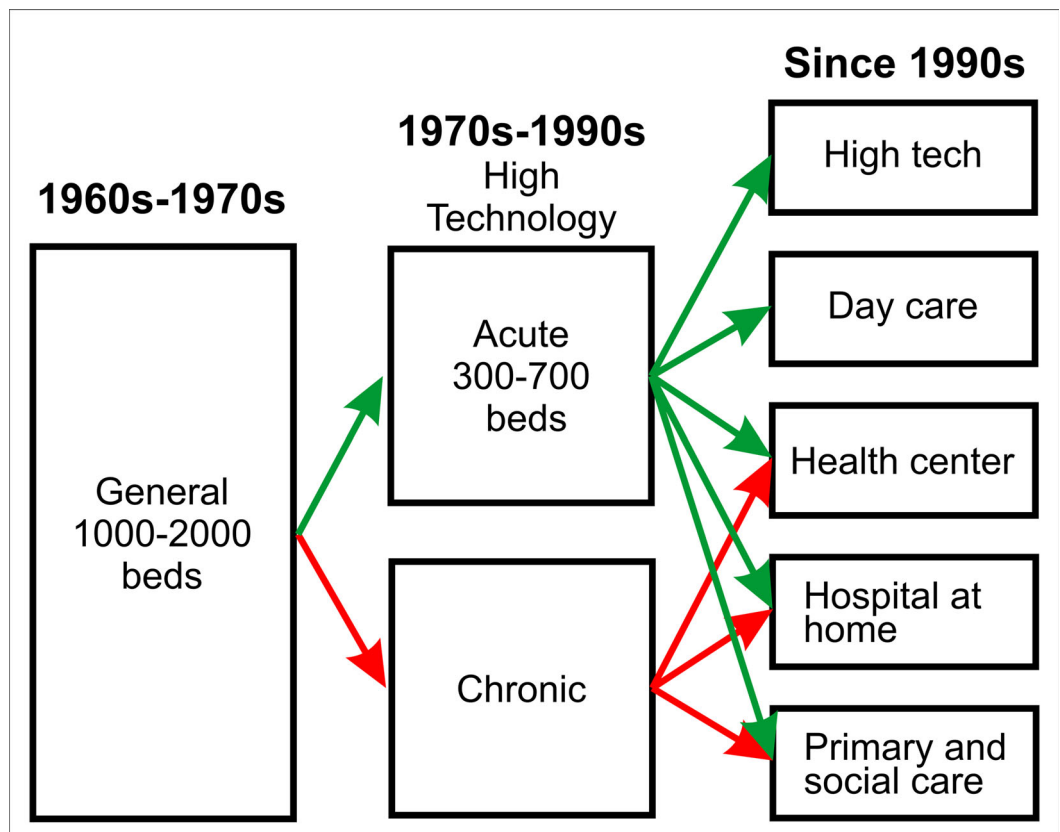 1960s-1970s
General
1000-2000
beds
1970s-1990s
High
Technology
Acute
300-700
beds
Chronic
Since 1990s
High tech
Day care
Health center
Hospital at
home
Primary and
social care